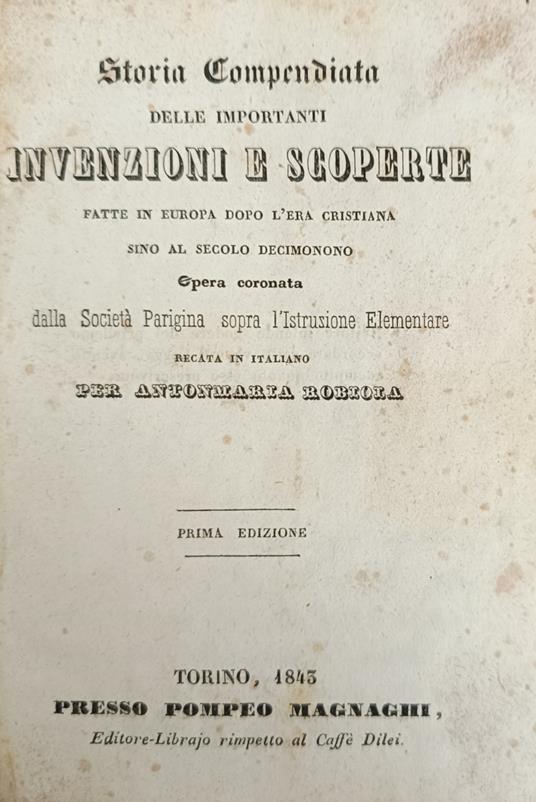 Storia Compendiata
DELLE IMPORTANTI
INVENZIONI E SCOPERTE
FATTE IN EUROPA DOPO L'ERA CRISTIANA
SINO AL SECOLO DECIMONONO
Opera coronata
dalla Società Parigina sopra l'Istruzione Elementare
RECATA IN ITALIANO
PER ANTONMARIA ROBIOLA
PRIMA EDIZIONE
TORINO, 1843
PRESSO POMPEO MAGNAGHI,
Editore-Librajo rimpetto al Caffè Dilei.